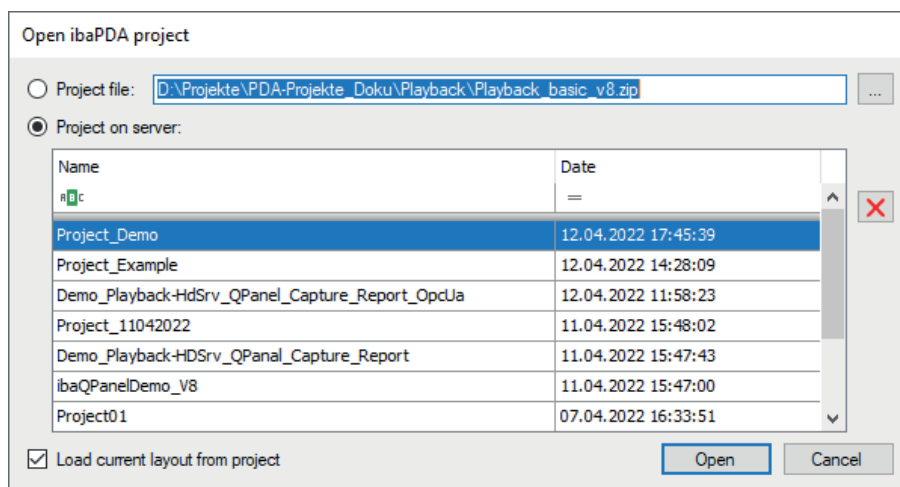 Open ibaPDA project
Project file: D:\Projekte\PDA-Projekte_Doku\Playback\Playback_basic_v8.zip ...
Project on server:
Name Date
ABC =
Project_Demo 12.04.2022 17:45:39
Project_Example 12.04.2022 14:28:09
Demo_Playback-HdSrv_QPanel_Capture_Report_OpcUa 12.04.2022 11:58:23
Project_11042022 11.04.2022 15:48:02
Demo_Playback-HDSrv_QPanal_Capture_Report 11.04.2022 15:47:43
ibaQPanelDemo_V8 11.04.2022 15:47:00
Project01 07.04.2022 16:33:51
Load current layout from project Open Cancel